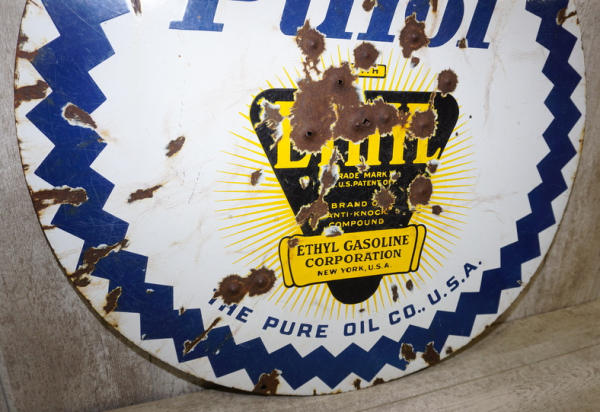 Purol
ETHYL
TRADE MARK
U.S. PATENT OFF
BRAND OF
ANTI-KNOCK
COMPOUND
ETHYL GASOLINE
CORPORATION
NEW YORK, U.S.A.
THE PURE OIL CO., U.S.A.